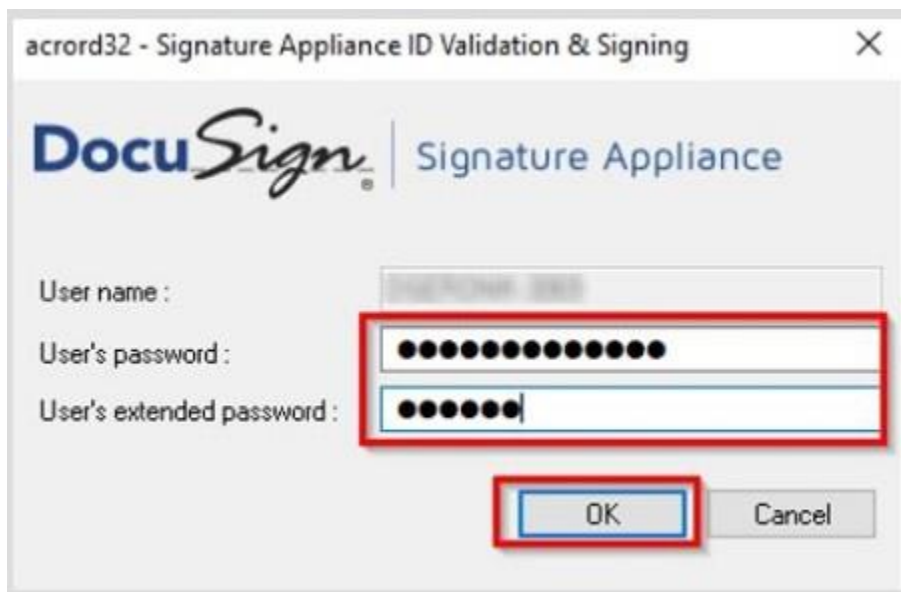 acrord32 - Signature Appliance ID Validation & Signing
DocuSign® | Signature Appliance
User name :
User's password : ●●●●●●●●●●●●●
User's extended password : ●●●●●●
OK Cancel